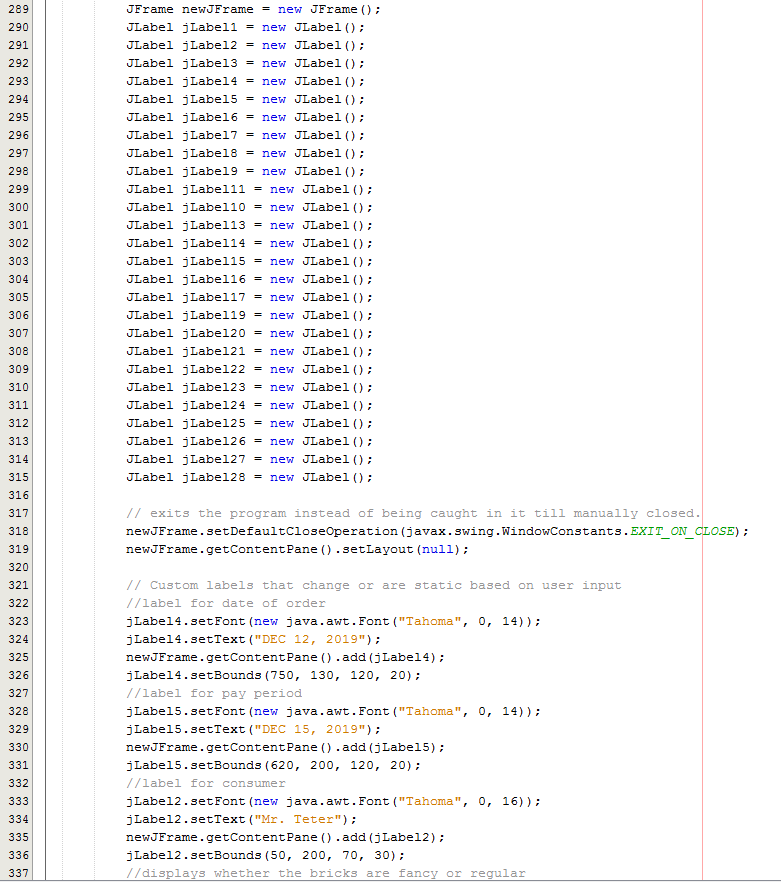 289 JFrame newJFrame = new JFrame();
290 JLabel jLabel1 = new JLabel();
291 JLabel jLabel2 = new JLabel();
292 JLabel jLabel3 = new JLabel();
293 JLabel jLabel4 = new JLabel();
294 JLabel jLabel5 = new JLabel();
295 JLabel jLabel6 = new JLabel();
296 JLabel jLabel7 = new JLabel();
297 JLabel jLabel8 = new JLabel();
298 JLabel jLabel9 = new JLabel();
299 JLabel jLabel11 = new JLabel();
300 JLabel jLabel10 = new JLabel();
301 JLabel jLabel13 = new JLabel();
302 JLabel jLabel14 = new JLabel();
303 JLabel jLabel15 = new JLabel();
304 JLabel jLabel16 = new JLabel();
305 JLabel jLabel17 = new JLabel();
306 JLabel jLabel19 = new JLabel();
307 JLabel jLabel20 = new JLabel();
308 JLabel jLabel21 = new JLabel();
309 JLabel jLabel22 = new JLabel();
310 JLabel jLabel23 = new JLabel();
311 JLabel jLabel24 = new JLabel();
312 JLabel jLabel25 = new JLabel();
313 JLabel jLabel26 = new JLabel();
314 JLabel jLabel27 = new JLabel();
315 JLabel jLabel28 = new JLabel();
316
317 // exits the program instead of being caught in it till manually closed.
318 newJFrame.setDefaultCloseOperation(javax.swing.WindowConstants.EXIT_ON_CLOSE);
319 newJFrame.getContentPane().setLayout(null);
320
321 // Custom labels that change or are static based on user input
322 //label for date of order
323 jLabel4.setFont(new java.awt.Font("Tahoma", 0, 14));
324 jLabel4.setText("DEC 12, 2019");
325 newJFrame.getContentPane().add(jLabel4);
326 jLabel4.setBounds(750, 130, 120, 20);
327 //label for pay period
328 jLabel5.setFont(new java.awt.Font("Tahoma", 0, 14));
329 jLabel5.setText("DEC 15, 2019");
330 newJFrame.getContentPane().add(jLabel5);
331 jLabel5.setBounds(620, 200, 120, 20);
332 //label for consumer
333 jLabel2.setFont(new java.awt.Font("Tahoma", 0, 16));
334 jLabel2.setText("Mr. Teter");
335 newJFrame.getContentPane().add(jLabel2);
336 jLabel2.setBounds(50, 200, 70, 30);
337 //displays whether the bricks are fancy or regular